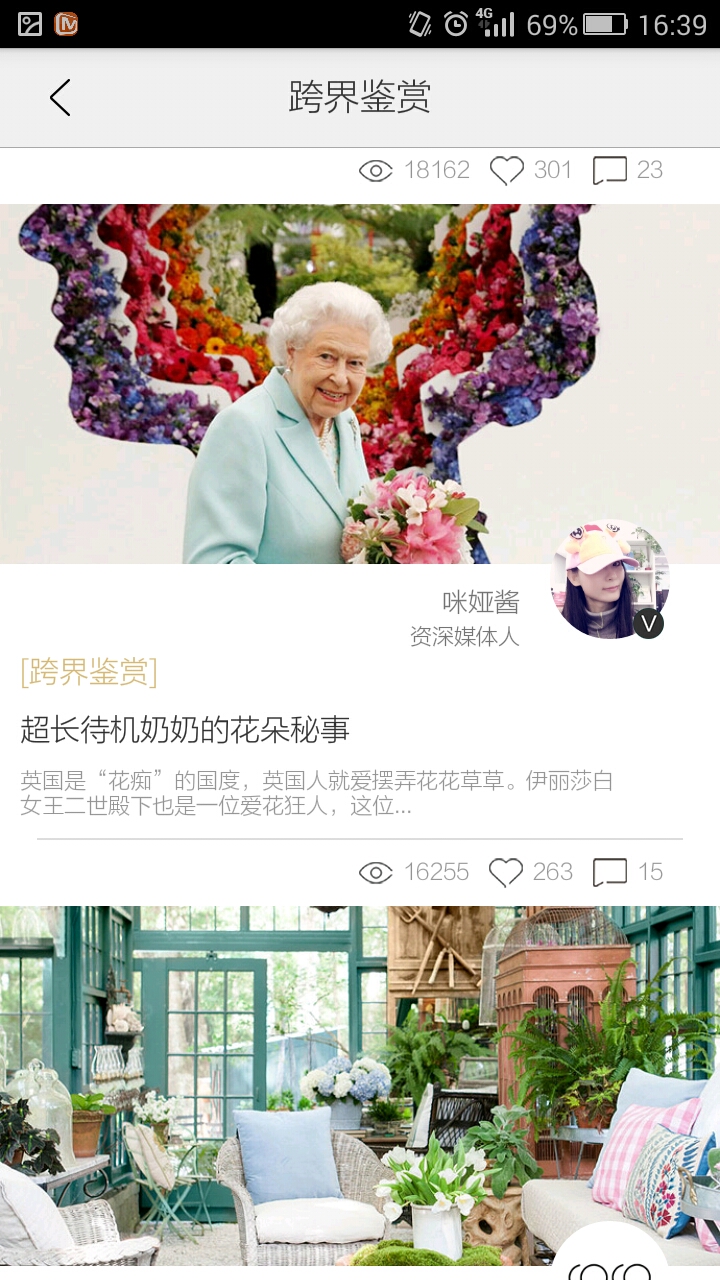 4G 69% 16:39
跨界鉴赏
18162 301 23
咪娅酱
资深媒体人
V
[跨界鉴赏]
超长待机奶奶的花朵秘事
英国是“花痴”的国度，英国人就爱摆弄花花草草。伊丽莎白
女王二世殿下也是一位爱花狂人，这位...
16255 263 15